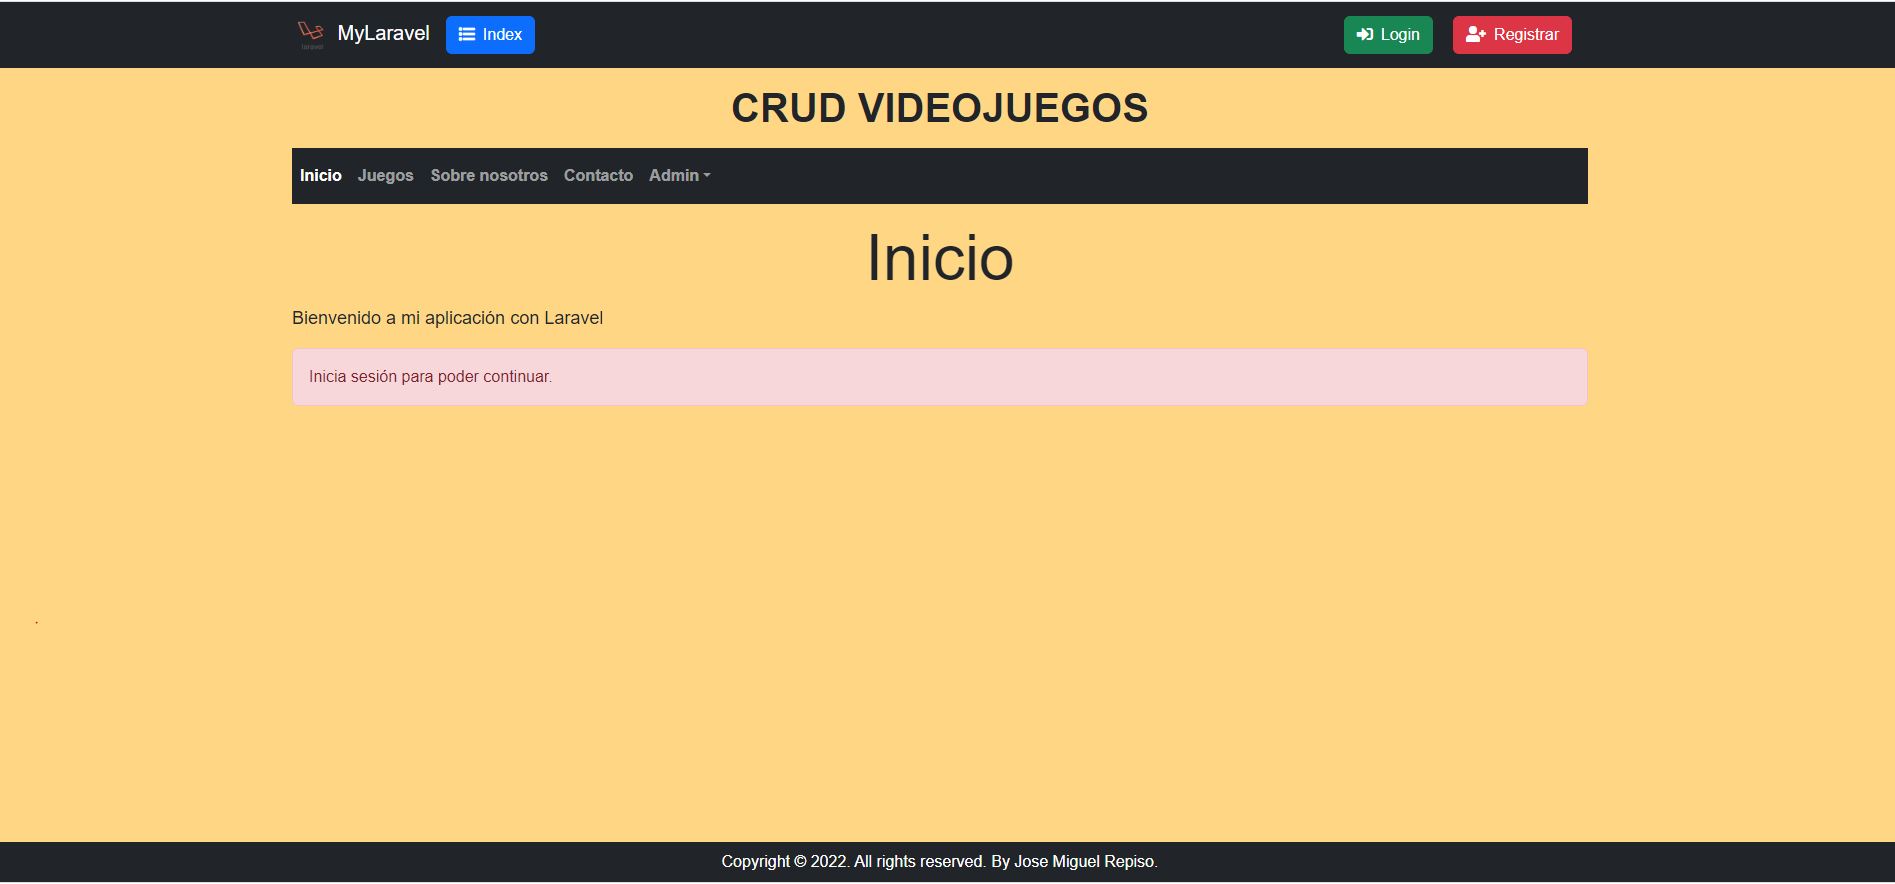 laravel MyLaravel Index Login Registrar
CRUD VIDEOJUEGOS
Inicio Juegos Sobre nosotros Contacto Admin
Inicio
Bienvenido a mi aplicación con Laravel
Inicia sesión para poder continuar.
Copyright © 2022. All rights reserved. By Jose Miguel Repiso.